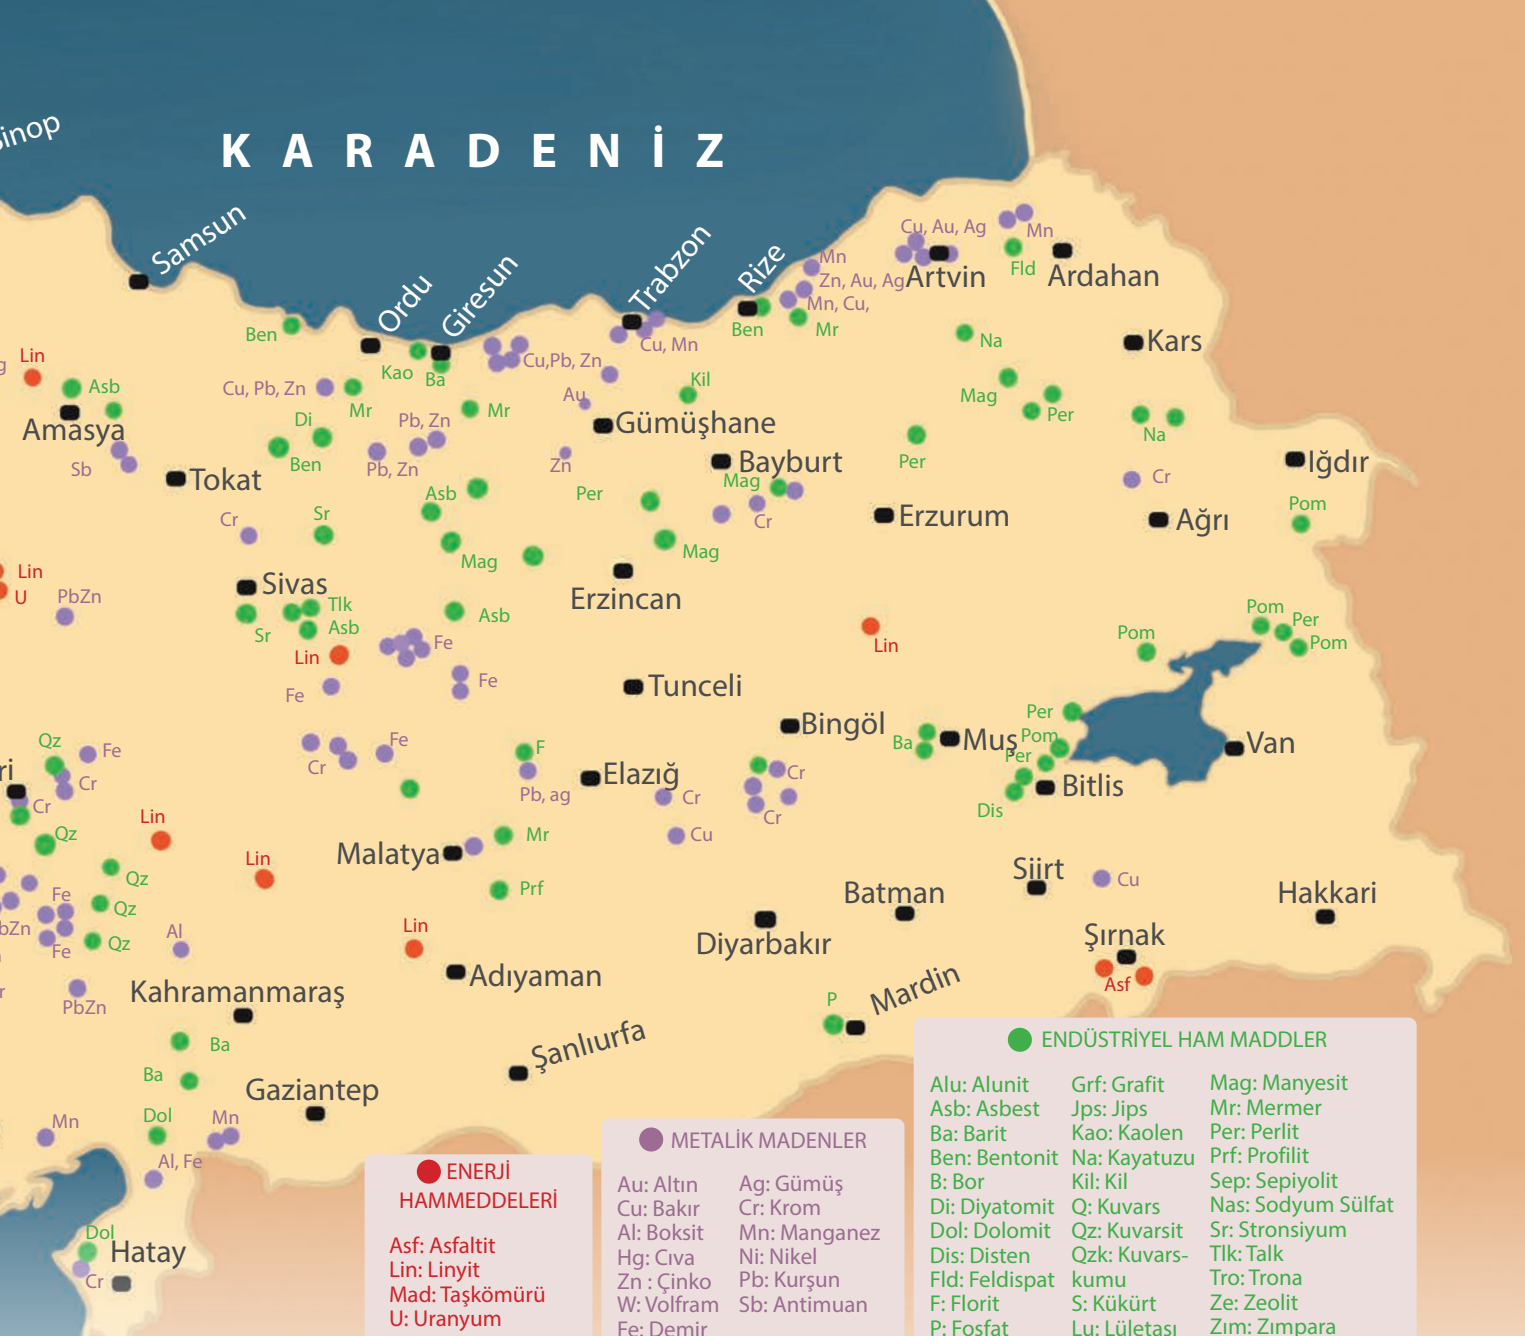 Sinop
KARADENİZ
Samsun
Ordu
Giresun
Trabzon
Rize
Cu, Au, Ag
Mn
Artvin
Fld
Ardahan
Mn
Zn, Au, Ag
Mn, Cu,
Ben
Mr
Ben
Cu, Mn
Na
Kars
Lin
g
Asb
Kao
Ba
Cu,Pb, Zn
Cu, Pb, Zn
Mr
Au
Kil
Mag
Per
Na
Amasya
Di
Pb, Zn
Mr
Gümüşhane
Sb
Ben
Pb, Zn
Zn
Bayburt
Per
Iğdır
Tokat
Asb
Per
Mag
Cr
Cr
Pom
Cr
Sr
Erzurum
Ağrı
Mag
Mag
Lin
U
Sivas
Erzincan
PbZn
Tlk
Asb
Sr
Asb
Lin
Fe
Lin
Pom
Pom
Per
Pom
Fe
Fe
Tunceli
Bingöl
Per
Qz
Fe
Cr
Fe
F
Ba
Muş
Pom
Per
Van
ri
Cr
Cr
Pb, ag
Elazığ
Cr
Cr
Cr
Bitlis
Dis
Lin
Qz
Malatya
Mr
Cu
Lin
Qz
Prf
Siirt
Cu
Fe
Qz
Batman
Hakkari
bZn
Fe
Qz
Al
Lin
Diyarbakır
Şırnak
Asf
r
PbZn
Kahramanmaraş
Adıyaman
P
Mardin
Ba
Şanlıurfa
Ba
Gaziantep
Mn
Dol
Mn
Al, Fe
Dol
Hatay
Cr
ENERJİ
HAMMEDDELERİ
Asf: Asfaltit
Lin: Linyit
Mad: Taşkömürü
U: Uranyum
METALİK MADENLER
Au: Altın
Cu: Bakır
Al: Boksit
Hg: Cıva
Zn : Çinko
W: Volfram
Fe: Demir
Ag: Gümüş
Cr: Krom
Mn: Manganez
Ni: Nikel
Pb: Kurşun
Sb: Antimuan
ENDÜSTRİYEL HAM MADDLER
Alu: Alunit
Asb: Asbest
Ba: Barit
Ben: Bentonit
B: Bor
Di: Diyatomit
Dol: Dolomit
Dis: Disten
Fld: Feldispat
F: Florit
P: Fosfat
Grf: Grafit
Jps: Jips
Kao: Kaolen
Na: Kayatuzu
Kil: Kil
Q: Kuvars
Qz: Kuvarsit
Qzk: Kuvars-
kumu
S: Kükürt
Lu: Lületaşı
Mag: Manyesit
Mr: Mermer
Per: Perlit
Prf: Profilit
Sep: Sepiyolit
Nas: Sodyum Sülfat
Sr: Stronsiyum
Tlk: Talk
Tro: Trona
Ze: Zeolit
Zım: Zımpara